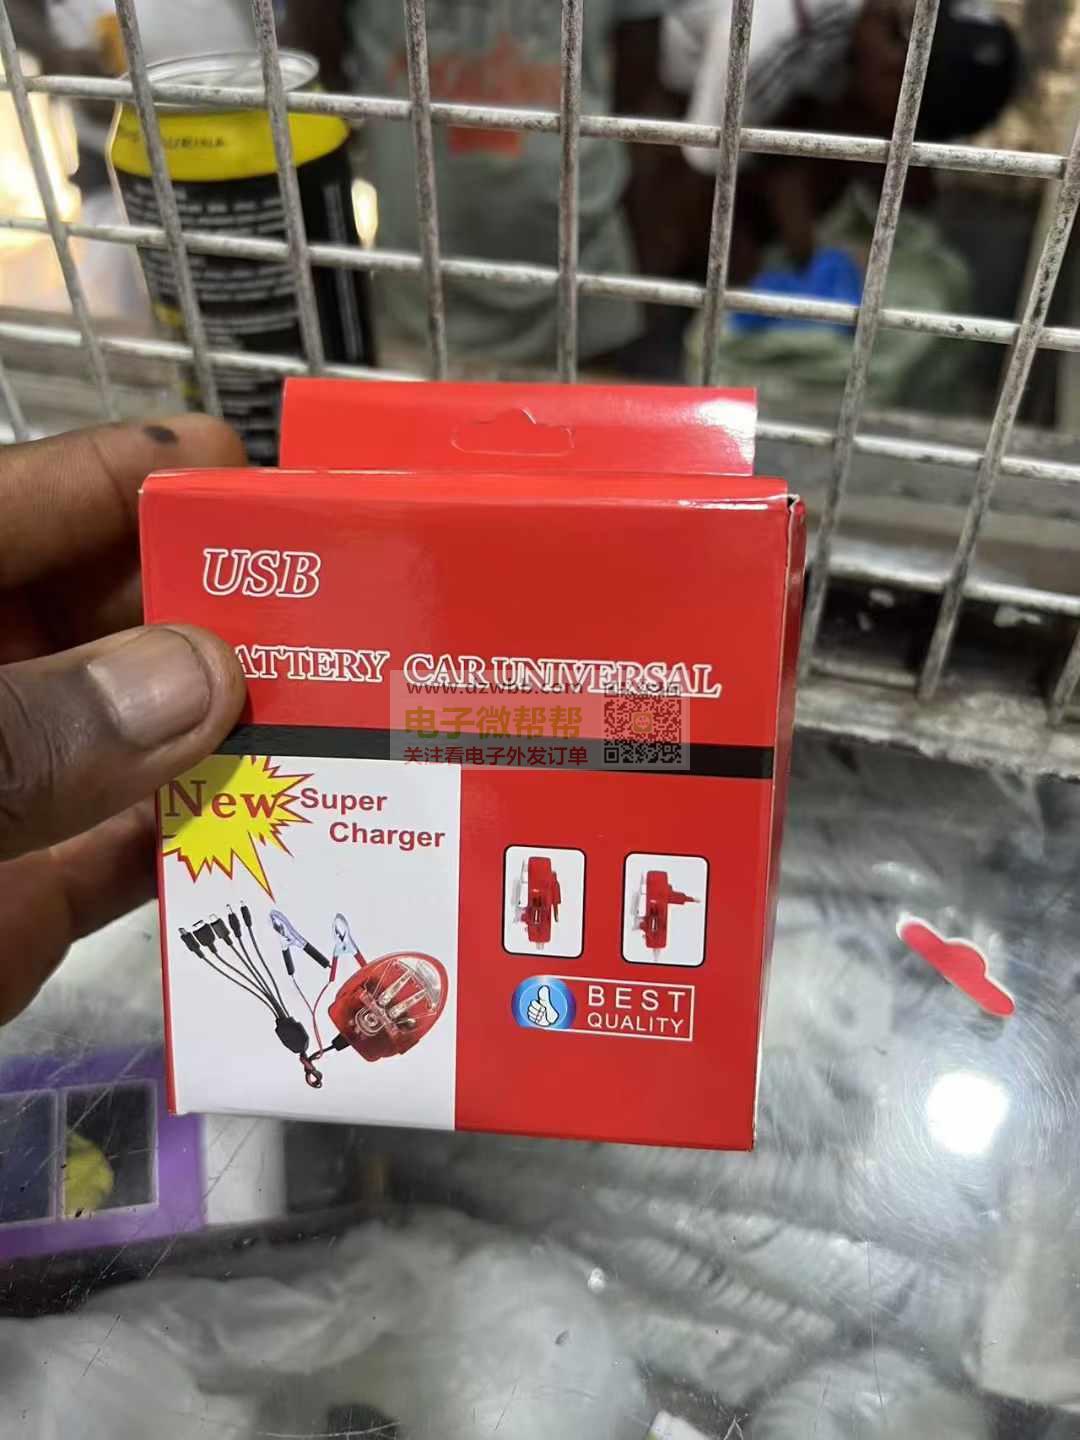 USB
ATTERY CAR UNIVERSAL
www.dzwbb.com
电子微帮帮
关注看电子外发订单
New
Super
Charger
BEST
QUALITY